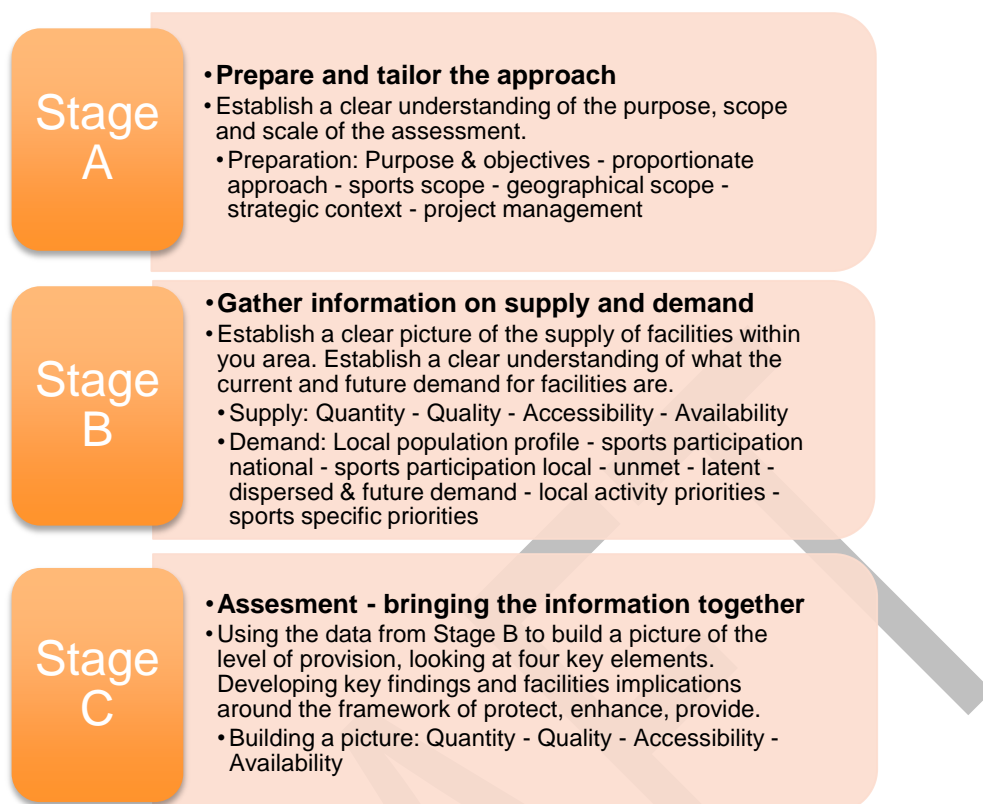 Stage
A
•Prepare and tailor the approach
•Establish a clear understanding of the purpose, scope
and scale of the assessment.
•Preparation: Purpose & objectives - proportionate
approach - sports scope - geographical scope -
strategic context - project management
Stage
B
•Gather information on supply and demand
•Establish a clear picture of the supply of facilities within
you area. Establish a clear understanding of what the
current and future demand for facilities are.
•Supply: Quantity - Quality - Accessibility - Availability
•Demand: Local population profile - sports participation
national - sports participation local - unmet - latent -
dispersed & future demand - local activity priorities -
sports specific priorities
Stage
C
•Assesment - bringing the information together
•Using the data from Stage B to build a picture of the
level of provision, looking at four key elements.
Developing key findings and facilities implications
around the framework of protect, enhance, provide.
•Building a picture: Quantity - Quality - Accessibility -
Availability